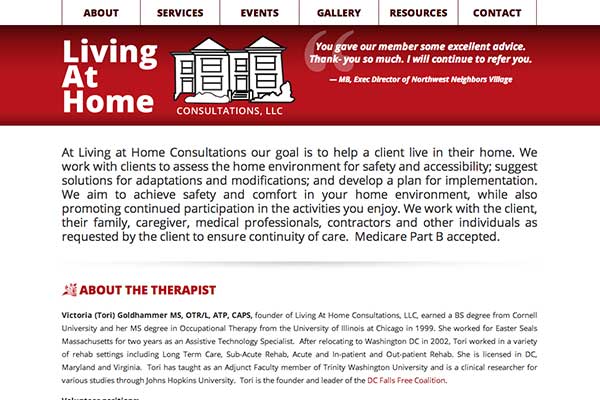 ABOUT SERVICES EVENTS GALLERY RESOURCES CONTACT
Living
At
Home
CONSULTATIONS, LLC
“
You gave our member some excellent advice.
Thank- you so much. I will continue to refer you.
— MB, Exec Director of Northwest Neighbors Village
At Living at Home Consultations our goal is to help a client live in their home. We
work with clients to assess the home environment for safety and accessibility; suggest
solutions for adaptations and modifications; and develop a plan for implementation.
We aim to achieve safety and comfort in your home environment, while also
promoting continued participation in the activities you enjoy. We work with the client,
their family, caregiver, medical professionals, contractors and other individuals as
requested by the client to ensure continuity of care. Medicare Part B accepted.
ABOUT THE THERAPIST
Victoria (Tori) Goldhammer MS, OTR/L, ATP, CAPS, founder of Living At Home Consultations, LLC, earned a BS degree from Cornell
University and her MS degree in Occupational Therapy from the University of Illinois at Chicago in 1999. She worked for Easter Seals
Massachusetts for two years as an Assistive Technology Specialist. After relocating to Washington DC in 2002, Tori worked in a variety
of rehab settings including Long Term Care, Sub-Acute Rehab, Acute and In-patient and Out-patient Rehab. She is licensed in DC,
Maryland and Virginia. Tori has taught as an Adjunct Faculty member of Trinity Washington University and is a clinical researcher for
various studies through Johns Hopkins University. Tori is the founder and leader of the DC Falls Free Coalition.
Volunteer positions: